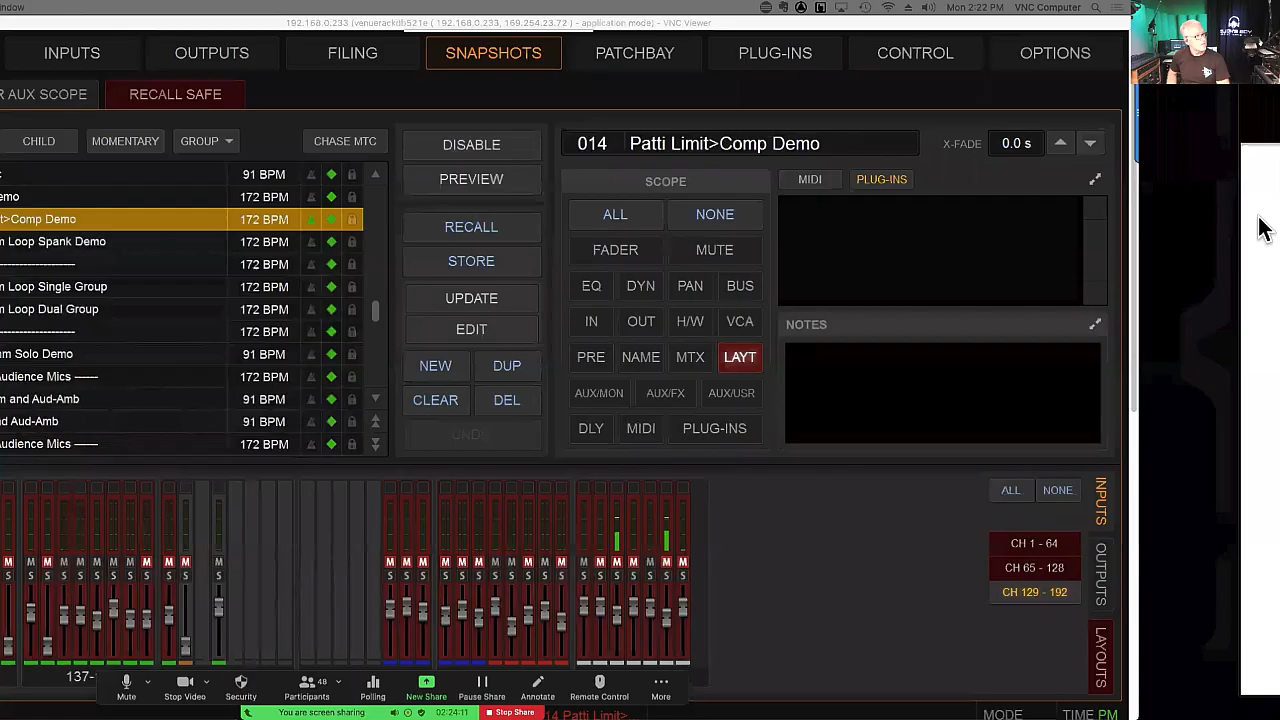 indow
Mon 2:22 PM VNC Computer
192.168.0.233 (venuerackdb521e ( 192.168.0.233, 169.254.23.72 ) - application mode) - VNC Viewer
INPUTS OUTPUTS FILING SNAPSHOTS PATCHBAY PLUG-INS CONTROL OPTIONS
R AUX SCOPE RECALL SAFE
CHILD MOMENTARY GROUP CHASE MTC
91 BPM
emo 172 BPM
t>Comp Demo 172 BPM
m Loop Spank Demo 172 BPM
-------------------- 172 BPM
m Loop Single Group 172 BPM
m Loop Dual Group 172 BPM
-------------------- 172 BPM
m Solo Demo 91 BPM
Audience Mics —— 172 BPM
m and Aud-Amb 91 BPM
nd Aud-Amb 91 BPM
Audience Mics —— 172 BPM
DISABLE
PREVIEW
RECALL
STORE
UPDATE
EDIT
NEW DUP
CLEAR DEL
UNDO
014 Patti Limit>Comp Demo
X-FADE 0.0 s
SCOPE
ALL NONE
FADER MUTE
EQ DYN PAN BUS
IN OUT H/W VCA
PRE NAME MTX LAYT
AUX/MON AUX/FX AUX/USR
DLY MIDI PLUG-INS
MIDI PLUG-INS
NOTES
M M M M M M M M M M M M M M M M M M M M M M M M M M M M M M
S S S S S S S S S S S S S S S S S S S S S S S S S S S S S S
ALL NONE
CH 1 - 64
CH 65 - 128
CH 129 - 192
INPUTS
OUTPUTS
LAYOUTS
137-
Mute Stop Video Security Participants 48 Polling New Share Pause Share Annotate Remote Control More
You are screen sharing 02:24:11 Stop Share
14 Patti Limit>...
MODE TIME PM